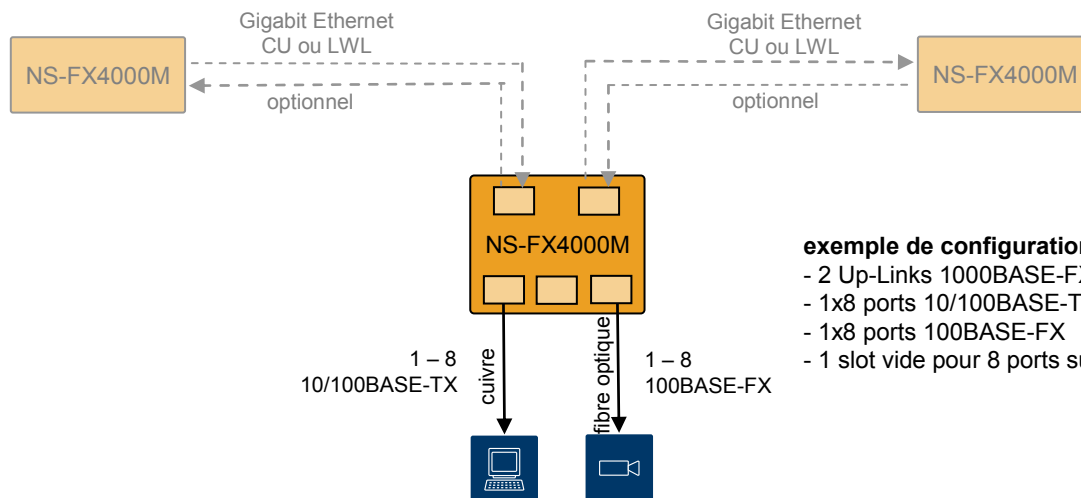 Gigabit Ethernet
CU ou LWL
optionnel
NS-FX4000M
Gigabit Ethernet
CU ou LWL
optionnel
NS-FX4000M
NS-FX4000M
exemple de configuration
- 2 Up-Links 1000BASE-FX
- 1x8 ports 10/100BASE-T
- 1x8 ports 100BASE-FX
- 1 slot vide pour 8 ports su
1 – 8
10/100BASE-TX
cuivre
fibre optique
1 – 8
100BASE-FX